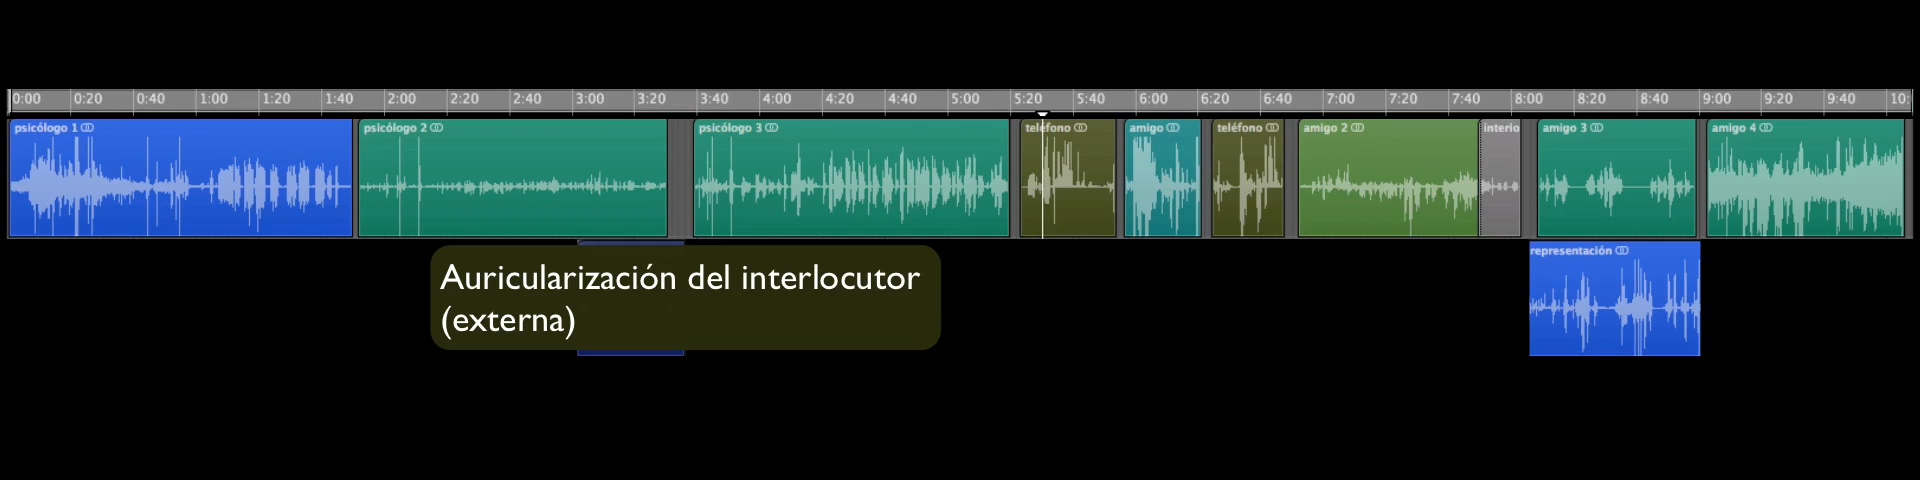 0:00 0:20 0:40 1:00 1:20 1:40 2:00 2:20 2:40 3:00 3:20 3:40 4:00 4:20 4:40 5:00 5:20 5:40 6:00 6:20 6:40 7:00 7:20 7:40 8:00 8:20 8:40 9:00 9:20 9:40 10:
psicólogo 1 psicólogo 2 psicólogo 3 teléfono amigo teléfono amigo 2 interio amigo 3 amigo 4
representación
Auricularización del interlocutor
(externa)